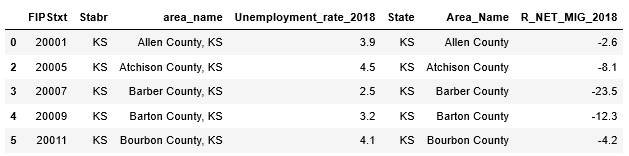 FIPStxt Stabr area_name Unemployment_rate_2018 State Area_Name R_NET_MIG_2018
0 20001 KS Allen County, KS 3.9 KS Allen County -2.6
2 20005 KS Atchison County, KS 4.5 KS Atchison County -8.1
3 20007 KS Barber County, KS 2.5 KS Barber County -23.5
4 20009 KS Barton County, KS 3.2 KS Barton County -12.3
5 20011 KS Bourbon County, KS 4.1 KS Bourbon County -4.2